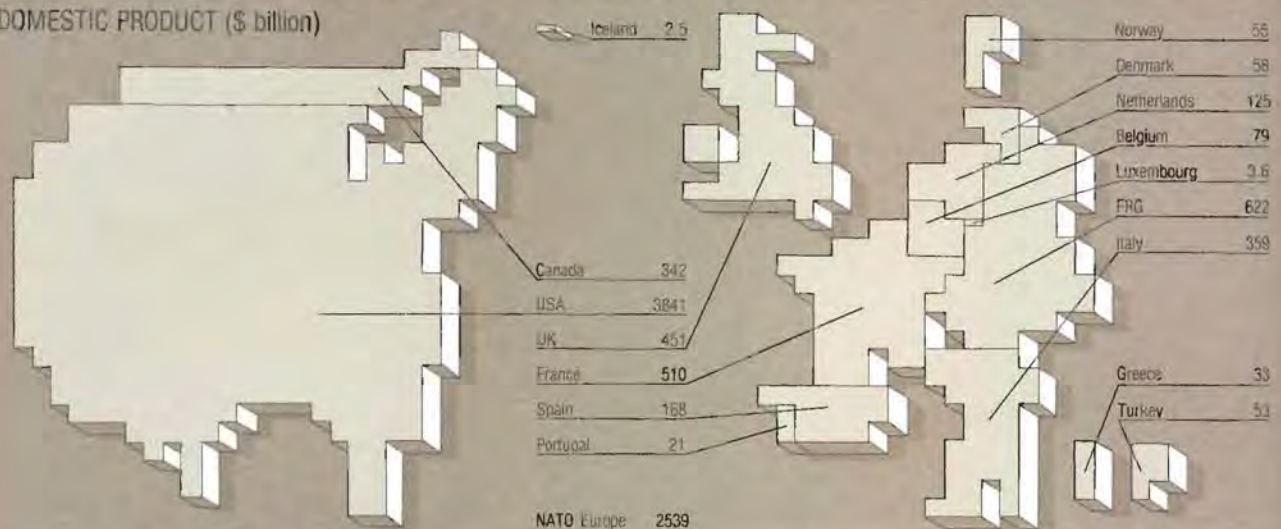 DOMESTIC PRODUCT ($ billion)
Iceland 2.5
Canada 342
USA 3841
UK 451
France 510
Spain 168
Portugal 21
NATO Europe 2539
Norway 55
Denmark 58
Netherlands 125
Belgium 79
Luxembourg 3.6
FRG 622
Italy 359
Greece 33
Turkey 53